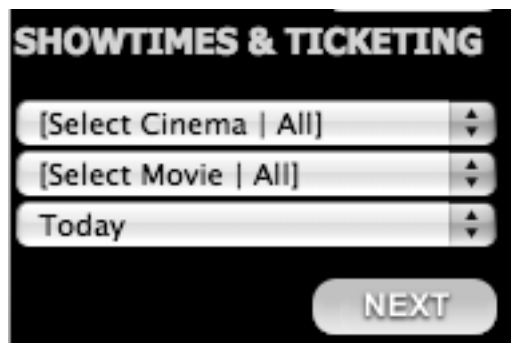 SHOWTIMES & TICKETING
[Select Cinema | All]
[Select Movie | All]
Today
NEXT